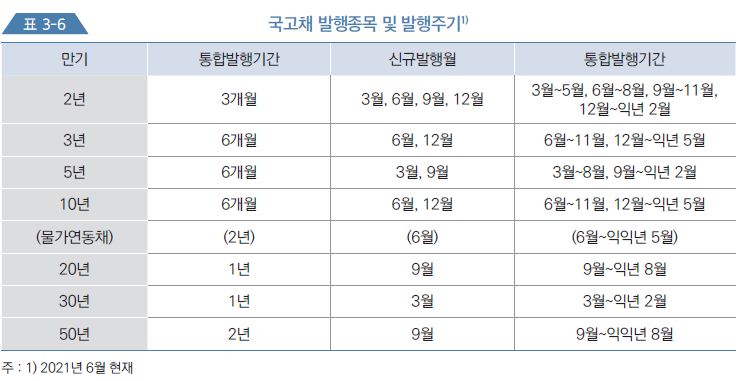 표 3-6
국고채 발행종목 및 발행주기1)
만기 통합발행기간 신규발행월 통합발행기간
2년 3개월 3월, 6월, 9월, 12월 3월~5월, 6월~8월, 9월~11월,
12월~익년 2월
3년 6개월 6월, 12월 6월~11월, 12월~익년 5월
5년 6개월 3월, 9월 3월~8월, 9월~익년 2월
10년 6개월 6월, 12월 6월~11월, 12월~익년 5월
(물가연동채) (2년) (6월) (6월~익익년 5월)
20년 1년 9월 9월~익년 8월
30년 1년 3월 3월~익년 2월
50년 2년 9월 9월~익익년 8월
주 : 1) 2021년 6월 현재